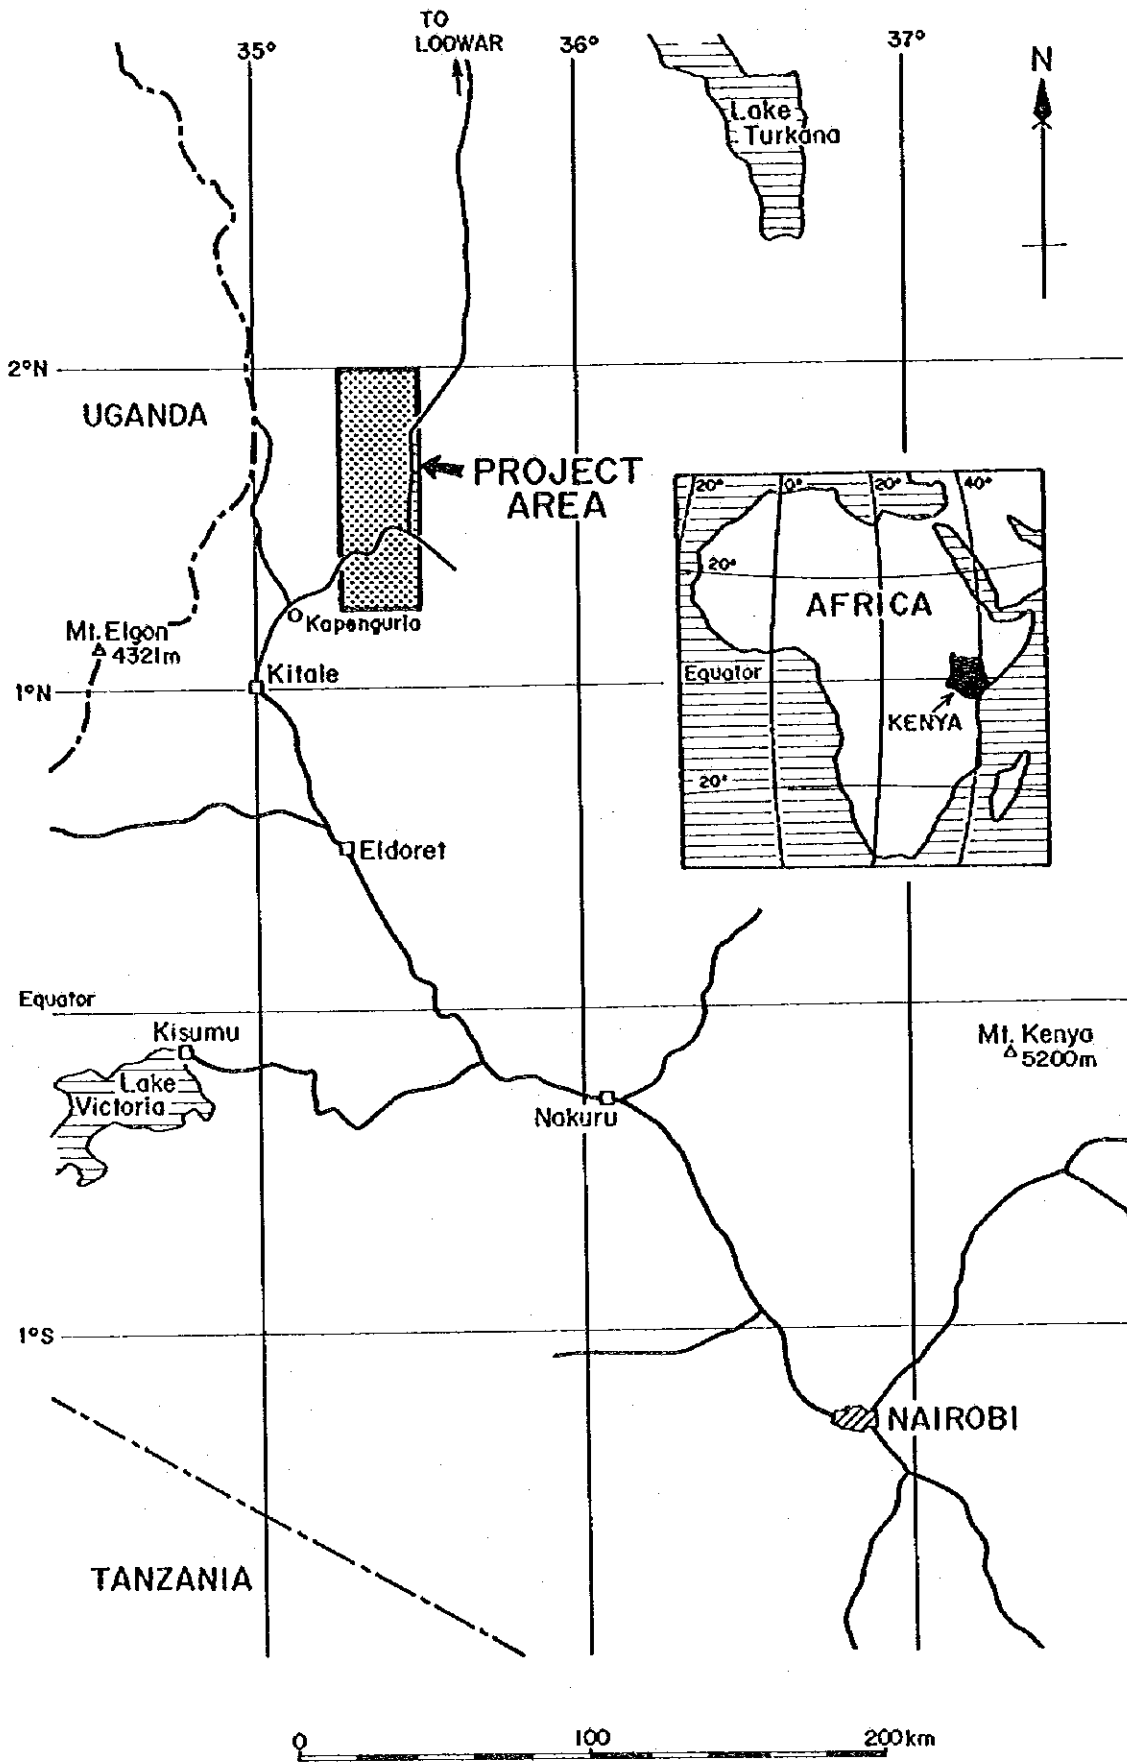 TO
LODWAR
35°
36°
37°
N
Lake
Turkana
2°N
UGANDA
PROJECT
AREA
20°
0°
20°
40°
20°
AFRICA
Equator
KENYA
20°
Kapenguria
Mt. Elgon
4321m
Kitale
1°N
Eldoret
Equator
Kisumu
Lake
Victoria
Mt. Kenya
5200m
Nakuru
1°S
NAIROBI
TANZANIA
0
100
200km